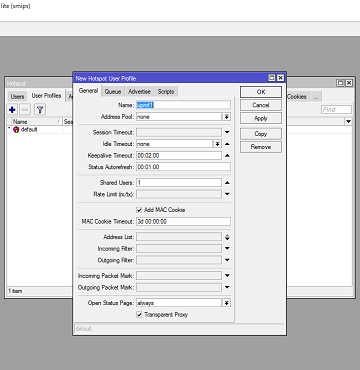 lite (smips)
Hotspot
New Hotspot User Profile
Users
User Profiles
Cookies
...
General
Queue
Advertise
Scripts
OK
Cancel
Apply
Copy
Remove
Find
Name
default
1 item
Name: uprof1
Address Pool: none
Session Timeout:
Idle Timeout: none
Keepalive Timeout: 00:02:00
Status Autorefresh: 00:01:00
Shared Users: 1
Rate Limit (rx/tx):
Add MAC Cookie
MAC Cookie Timeout: 3d 00:00:00
Address List:
Incoming Filter:
Outgoing Filter:
Incoming Packet Mark:
Outgoing Packet Mark:
Open Status Page: always
Transparent Proxy
default